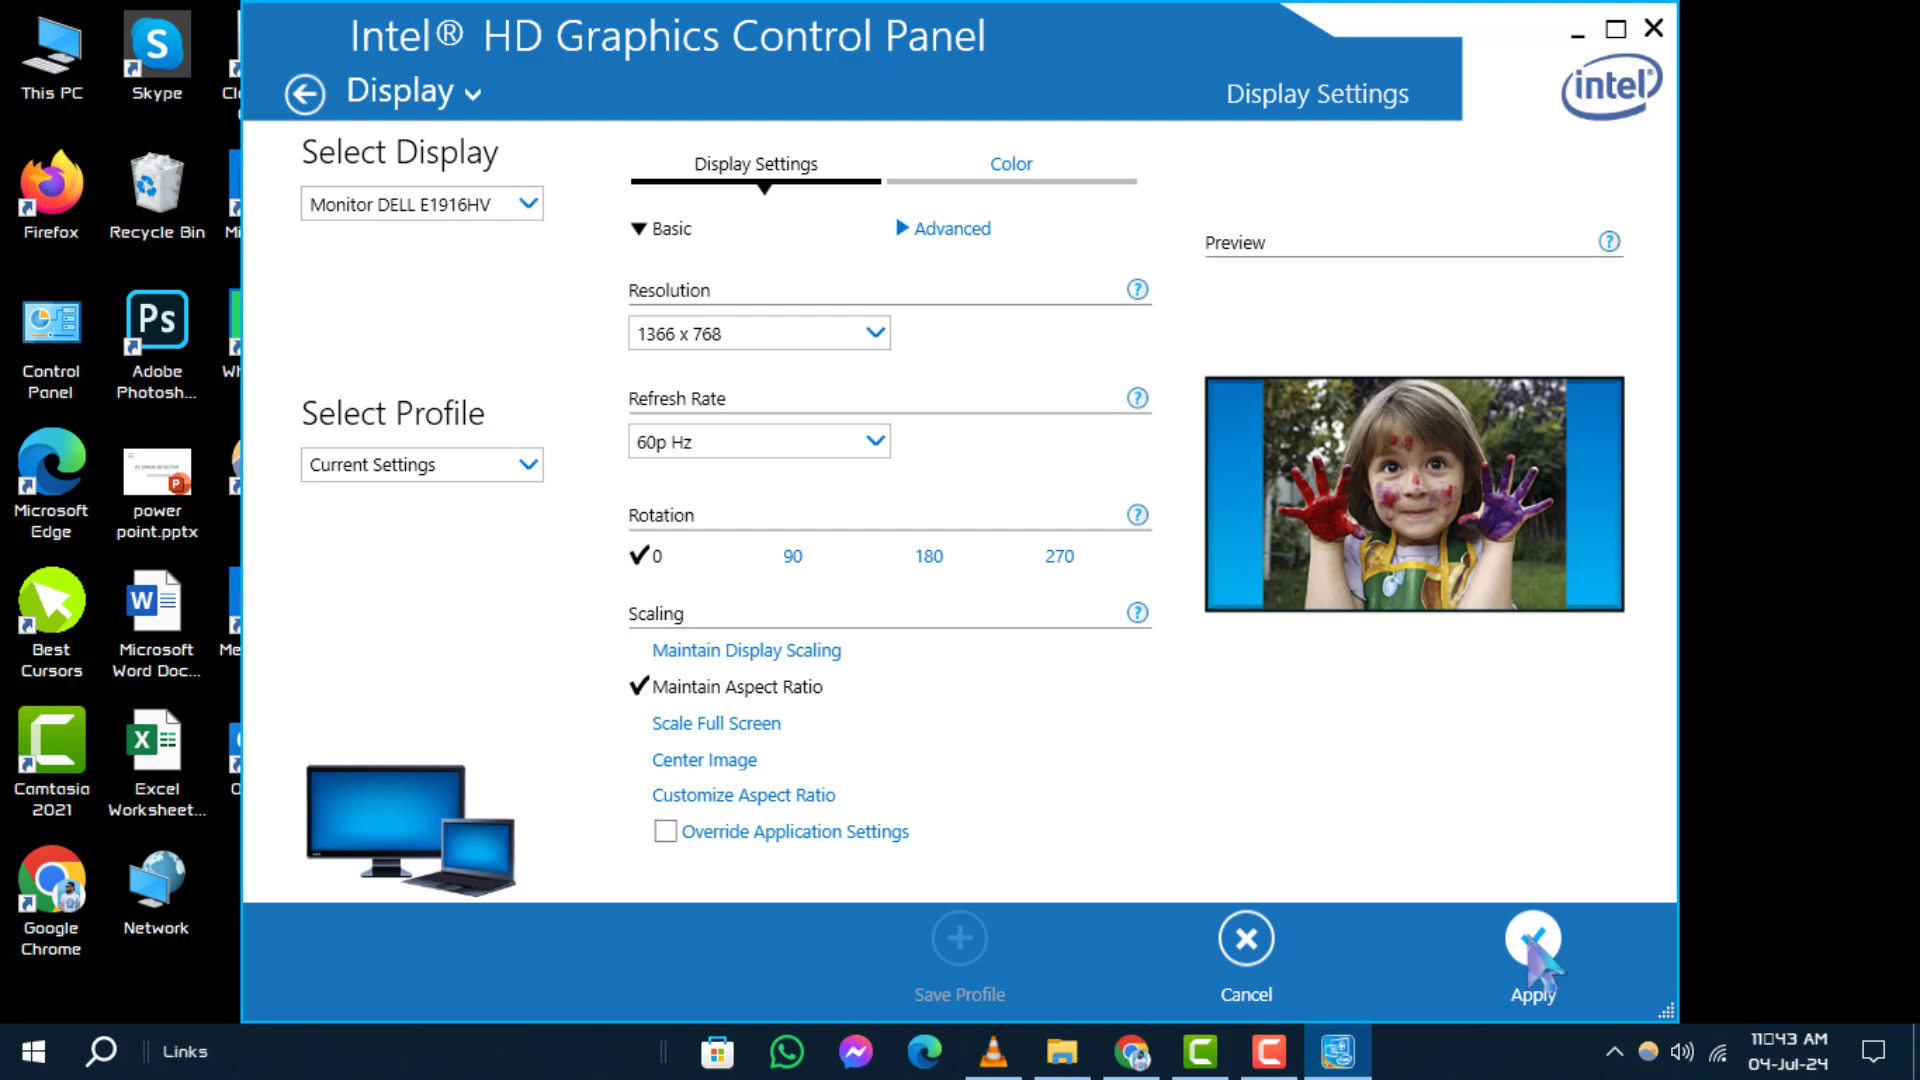 Intel® HD Graphics Control Panel
Display
Display Settings
intel
Select Display
Monitor DELL E1916HV
Select Profile
Current Settings
Display Settings
Color
Basic
Advanced
Resolution
1366 x 768
Refresh Rate
60p Hz
Rotation
0 90 180 270
Scaling
Maintain Display Scaling
Maintain Aspect Ratio
Scale Full Screen
Center Image
Customize Aspect Ratio
Override Application Settings
Preview
Save Profile
Cancel
Apply
This PC
Skype
Firefox
Recycle Bin
Control
Panel
Adobe
Photosh...
Microsoft
Edge
power
point.pptx
Best
Cursors
Microsoft
Word Doc...
Camtasia
2021
Excel
Worksheet...
Google
Chrome
Network
Links
11:43 AM
04-Jul-24